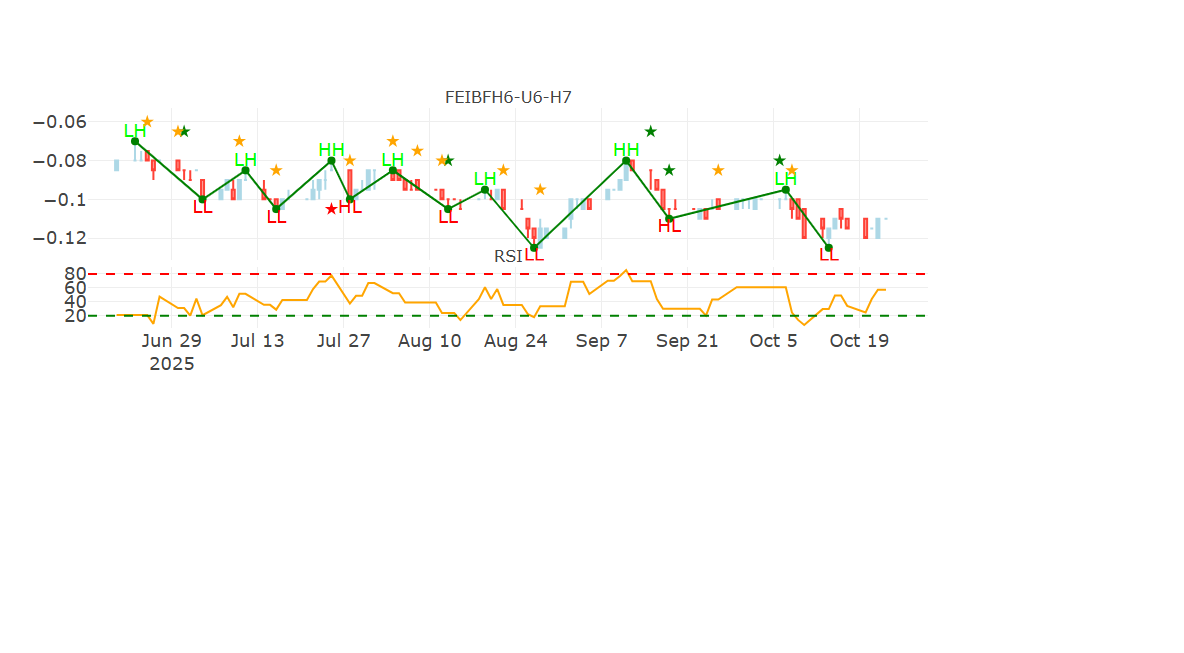 FEIBFH6-U6-H7
−0.06
−0.08
−0.1
−0.12
LH
LL
LH
LL
HH
HL
LH
LL
LH
LL
HH
HL
LH
LL
RSI
80
60
40
20
Jun 29
2025
Jul 13
Jul 27
Aug 10
Aug 24
Sep 7
Sep 21
Oct 5
Oct 19